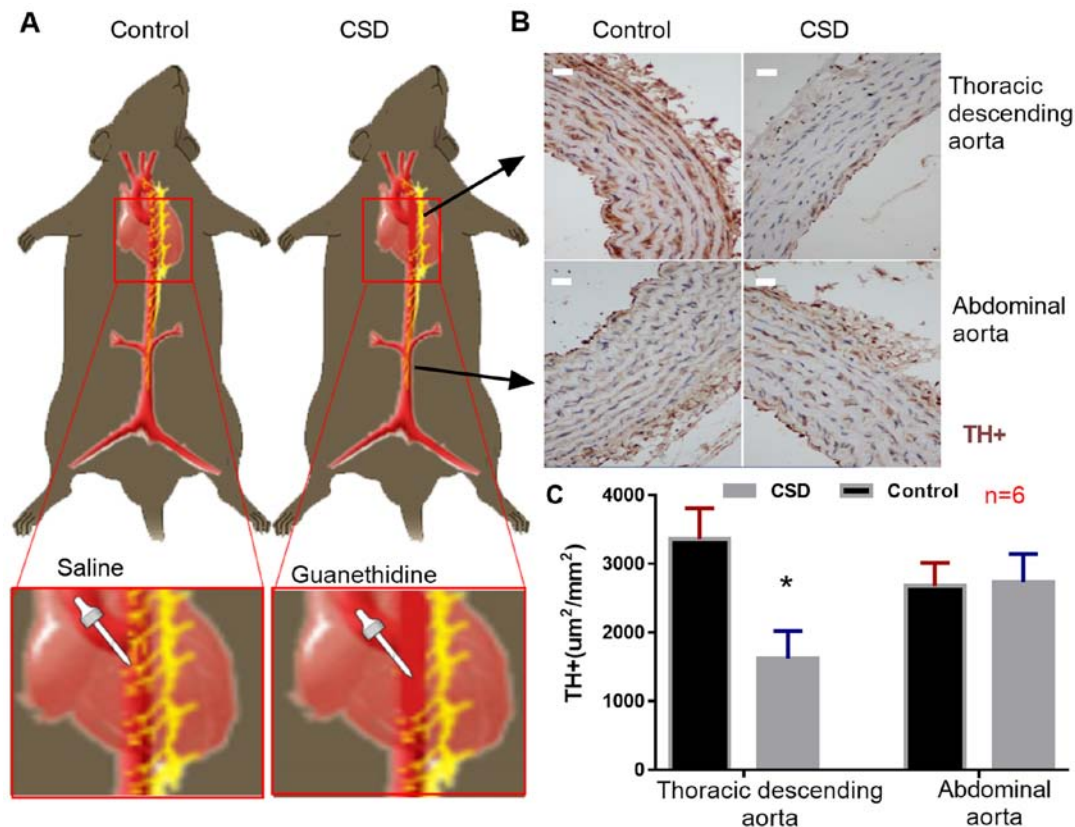 A
Control
CSD
Saline
Guanethidine
B
Control
CSD
Thoracic
descending
aorta
Abdominal
aorta
TH+
C
CSD
Control
n=6
TH+(um²/mm²)
4000
3000
2000
1000
0
*
Thoracic descending
aorta
Abdominal
aorta